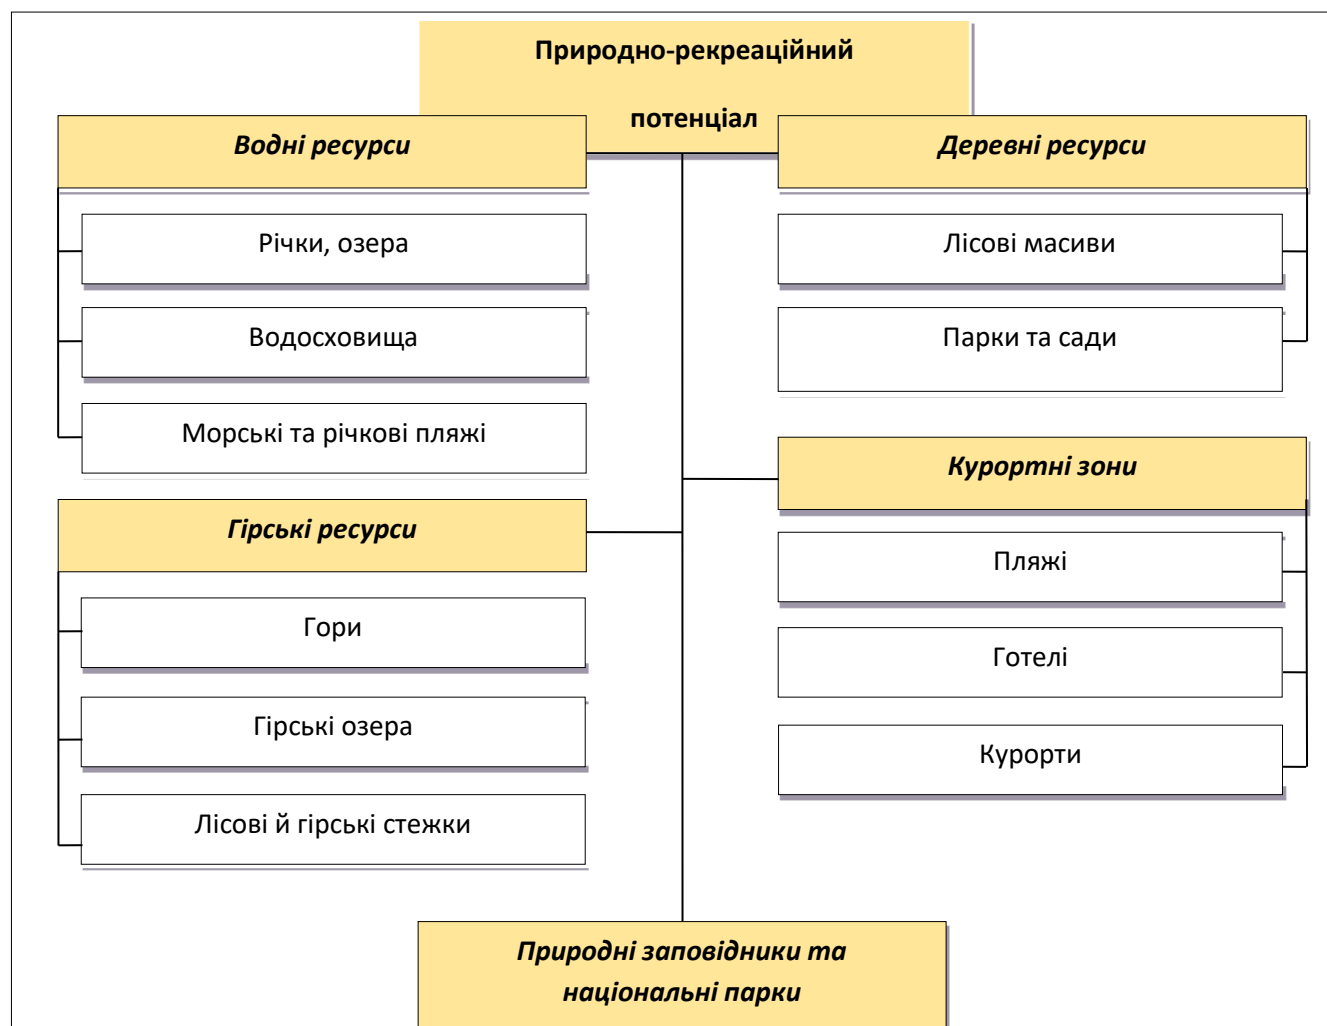 Природно-рекреаційний
потенціал
Водні ресурси
Річки, озера
Водосховища
Морські та річкові пляжі
Гірські ресурси
Гори
Гірські озера
Лісові й гірські стежки
Деревні ресурси
Лісові масиви
Парки та сади
Курортні зони
Пляжі
Готелі
Курорти
Природні заповідники та
національні парки